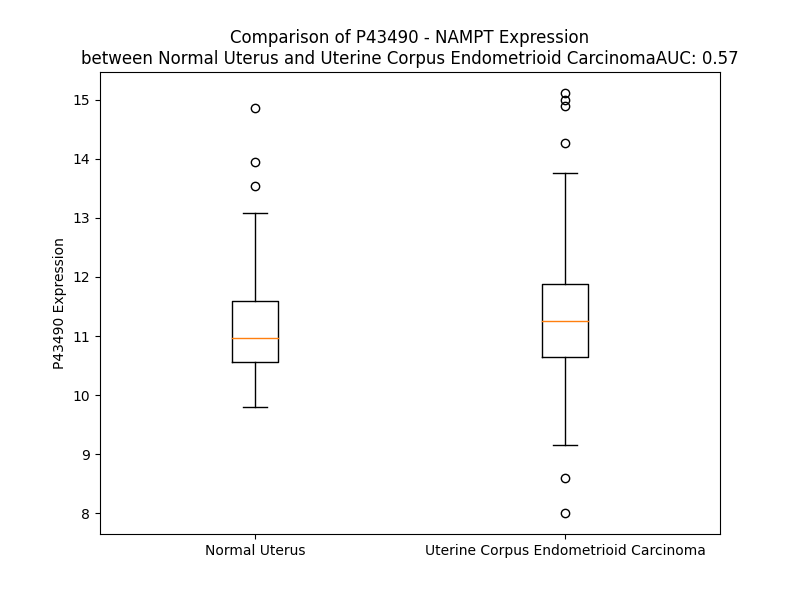 Comparison of P43490 - NAMPT Expression
between Normal Uterus and Uterine Corpus Endometrioid CarcinomaAUC: 0.57
15
14
13
12
11
10
9
8
P43490 Expression
Normal Uterus
Uterine Corpus Endometrioid Carcinoma